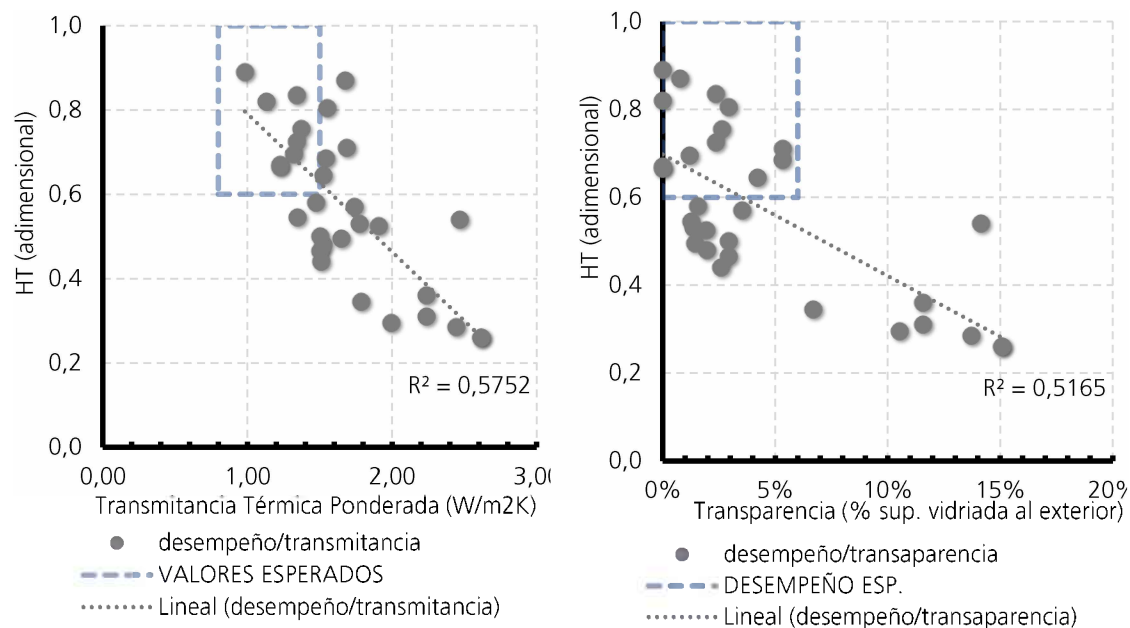 HT (adimensional)
1,0
0,8
0,6
0,4
0,2
0,0
R² = 0,5752
0,00
1,00
2,00
3,00
Transmitancia Térmica Ponderada (W/m2K)
desempeño/transmitancia
VALORES ESPERADOS
Lineal (desempeño/transmitancia)
HT (adimensional)
1,0
0,8
0,6
0,4
0,2
0,0
R² = 0,5165
0%
5%
10%
15%
20%
Transparencia (% sup. vidriada al exterior)
desempeño/transaparencia
DESEMPEÑO ESP.
Lineal (desempeño/transaparencia)